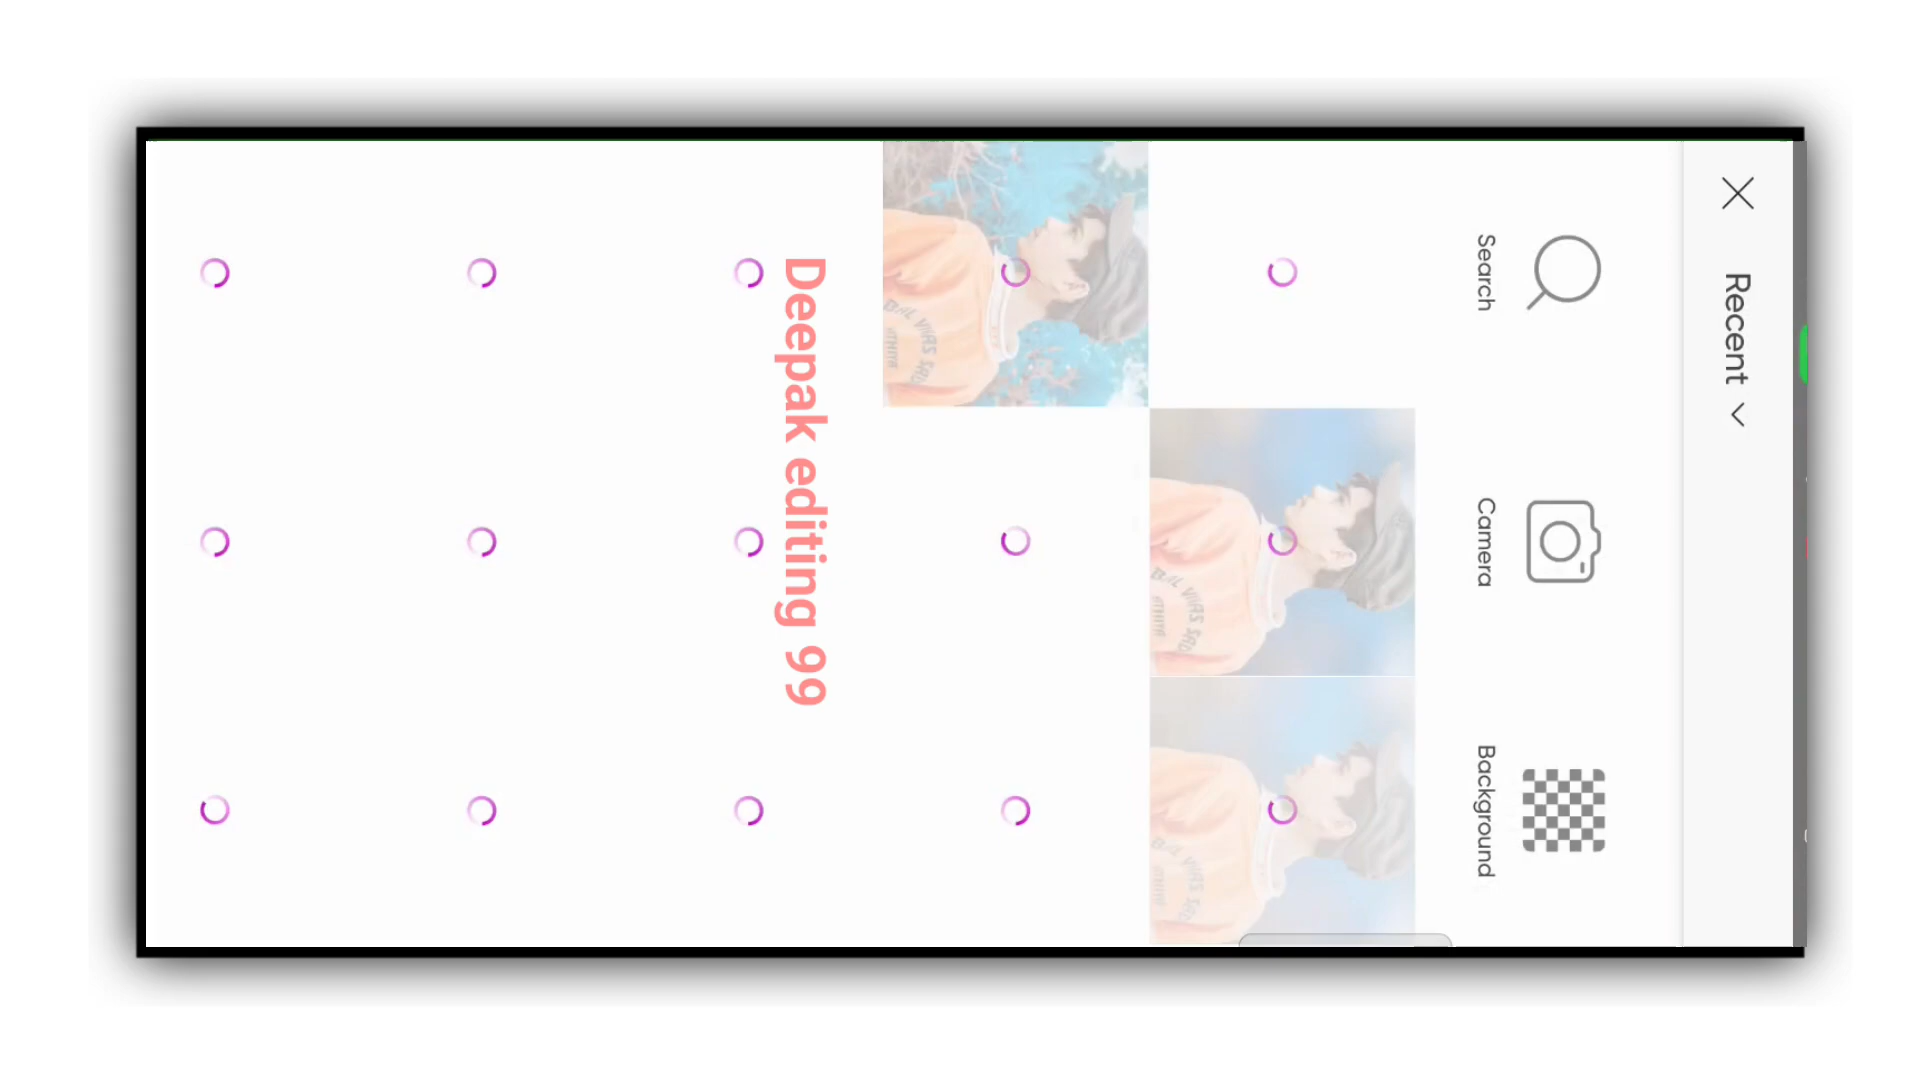 Recent
Search
Camera
Background
Deepak editing 99